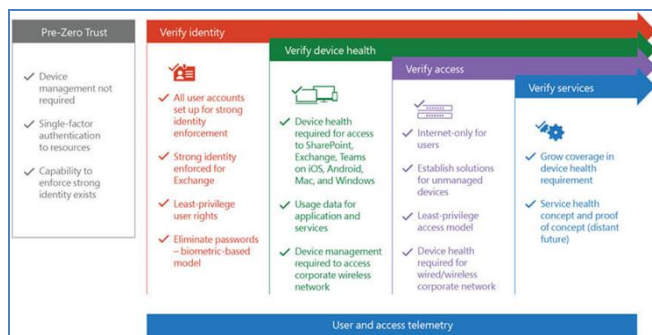 Pre-Zero Trust
Device
management not
required
Single-factor
authentication
to resources
Capability to
enforce strong
identity exists
Verify identity
All user accounts
set up for strong
identity
enforcement
Strong identity
enforced for
Exchange
Least-privilege
user rights
Eliminate passwords
– biometric-based
model
Verify device health
Device health
required for access
to SharePoint,
Exchange, Teams
on iOS, Android,
Mac, and Windows
Usage data for
application and
services
Device management
required to access
corporate wireless
network
Verify access
Internet-only for
users
Establish solutions
for unmanaged
devices
Least-privilege
access model
Device health
required for
wired/wireless
corporate network
Verify services
Grow coverage in
device health
requirement
Service health
concept and proof
of concept (distant
future)
User and access telemetry